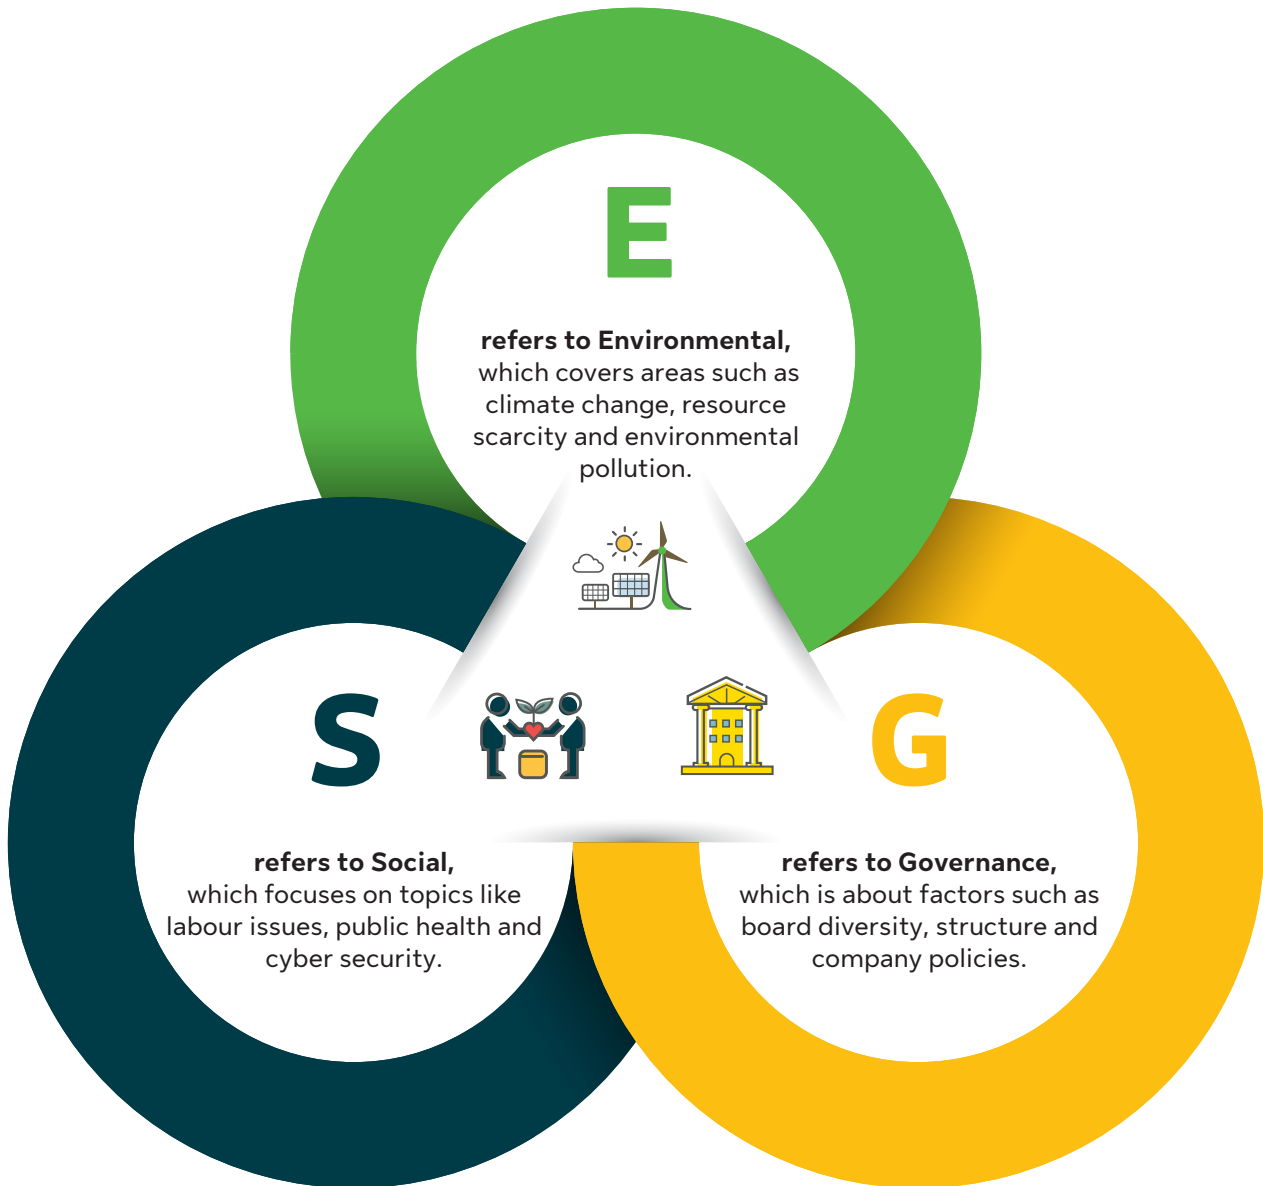 E
refers to Environmental,
which covers areas such as
climate change, resource
scarcity and environmental
pollution.
S
refers to Social,
which focuses on topics like
labour issues, public health and
cyber security.
G
refers to Governance,
which is about factors such as
board diversity, structure and
company policies.